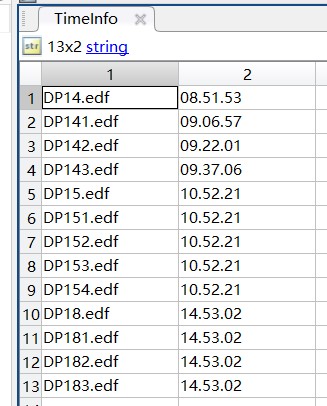 TimeInfo
str 13x2 string
1 2
1 DP14.edf 08.51.53
2 DP141.edf 09.06.57
3 DP142.edf 09.22.01
4 DP143.edf 09.37.06
5 DP15.edf 10.52.21
6 DP151.edf 10.52.21
7 DP152.edf 10.52.21
8 DP153.edf 10.52.21
9 DP154.edf 10.52.21
10 DP18.edf 14.53.02
11 DP181.edf 14.53.02
12 DP182.edf 14.53.02
13 DP183.edf 14.53.02